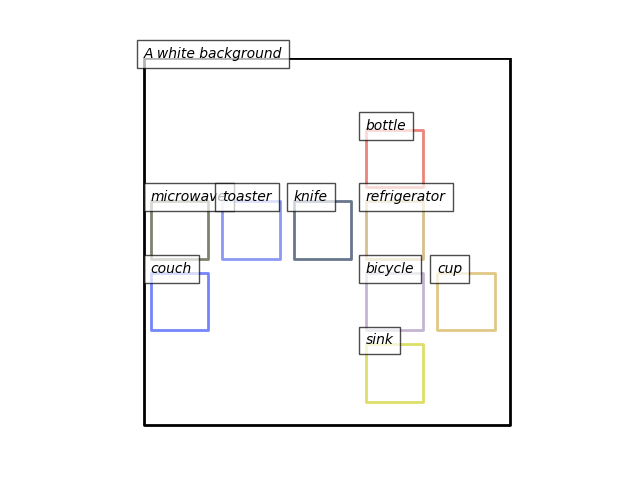 A white background
bottle
microwave
toaster
knife
refrigerator
couch
bicycle
cup
sink